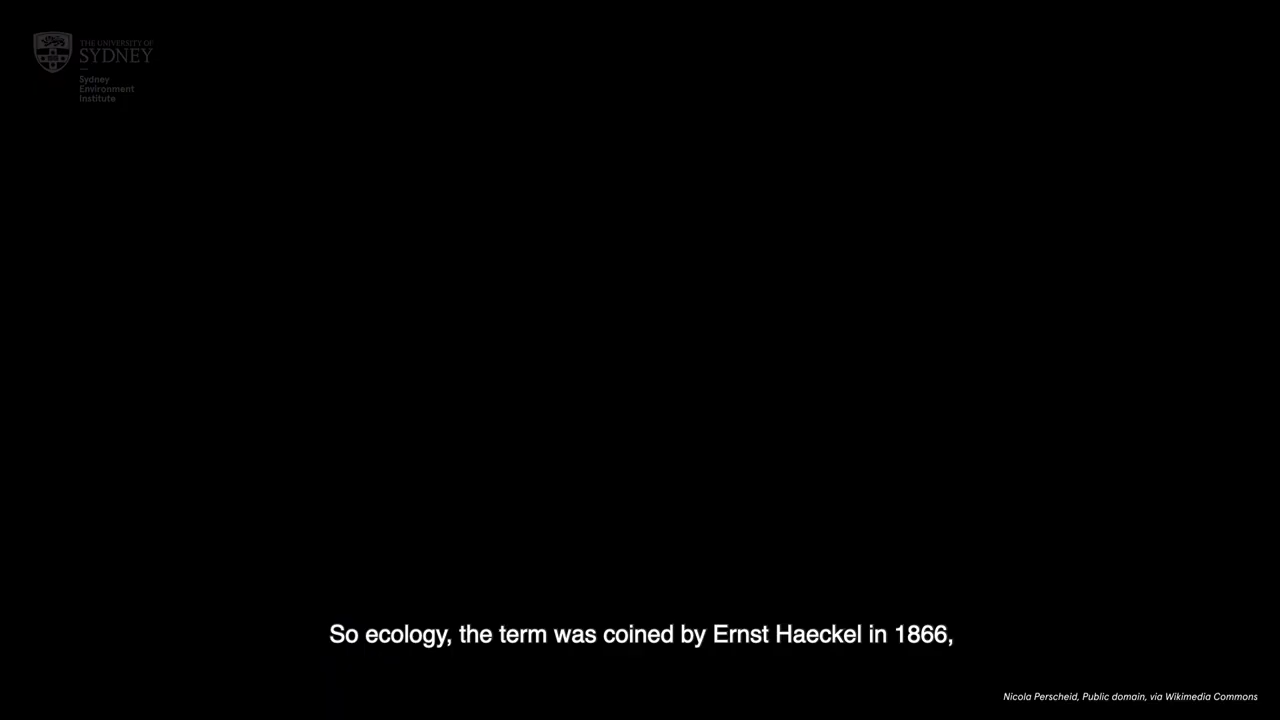 THE UNIVERSITY OF
SYDNEY
Sydney
Environment
Institute
So ecology, the term was coined by Ernst Haeckel in 1866,
Nicola Perscheid, Public domain, via Wikimedia Commons